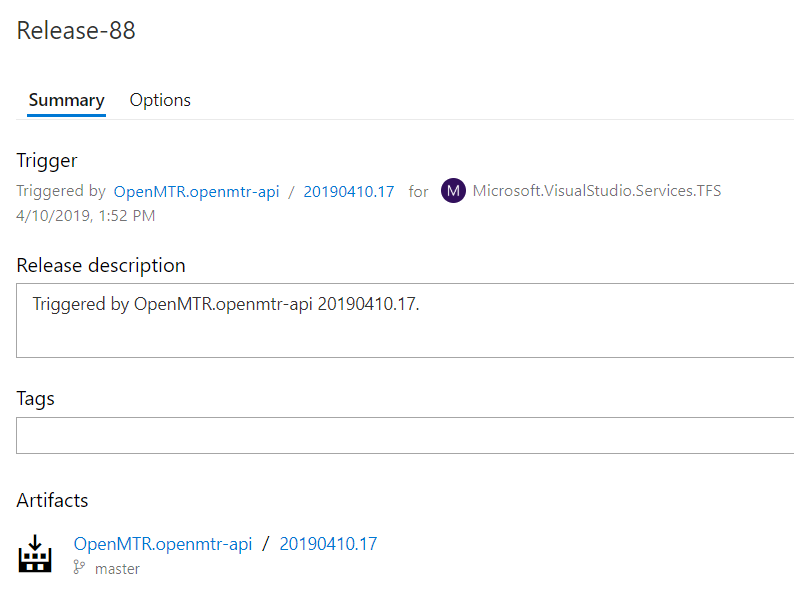 Release-88
Summary Options
Trigger
Triggered by OpenMTR.openmtr-api / 20190410.17 for M Microsoft.VisualStudio.Services.TFS
4/10/2019, 1:52 PM
Release description
Triggered by OpenMTR.openmtr-api 20190410.17.
Tags
Artifacts
OpenMTR.openmtr-api / 20190410.17
master